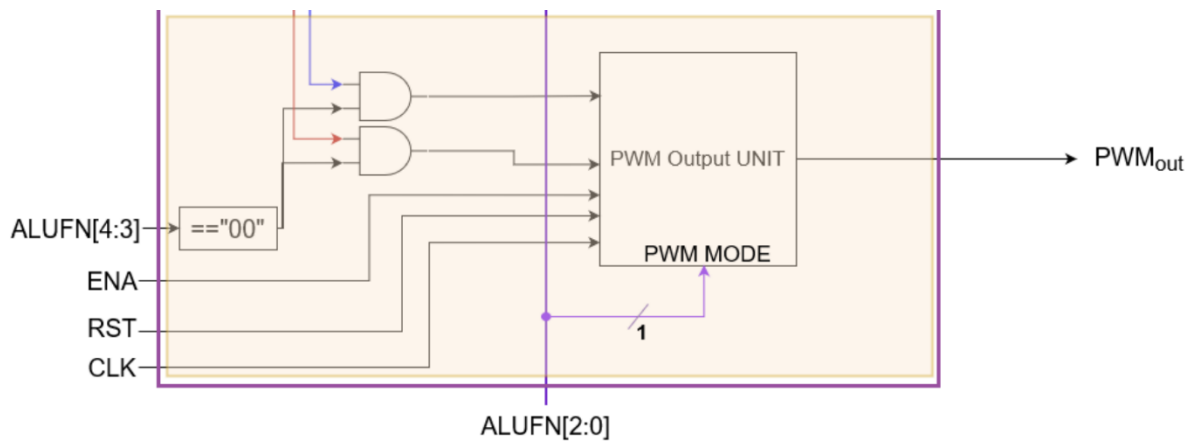 PWM Output UNIT
PWMout
ALUFN[4:3]
=="00"
PWM MODE
ENA
RST
1
CLK
ALUFN[2:0]